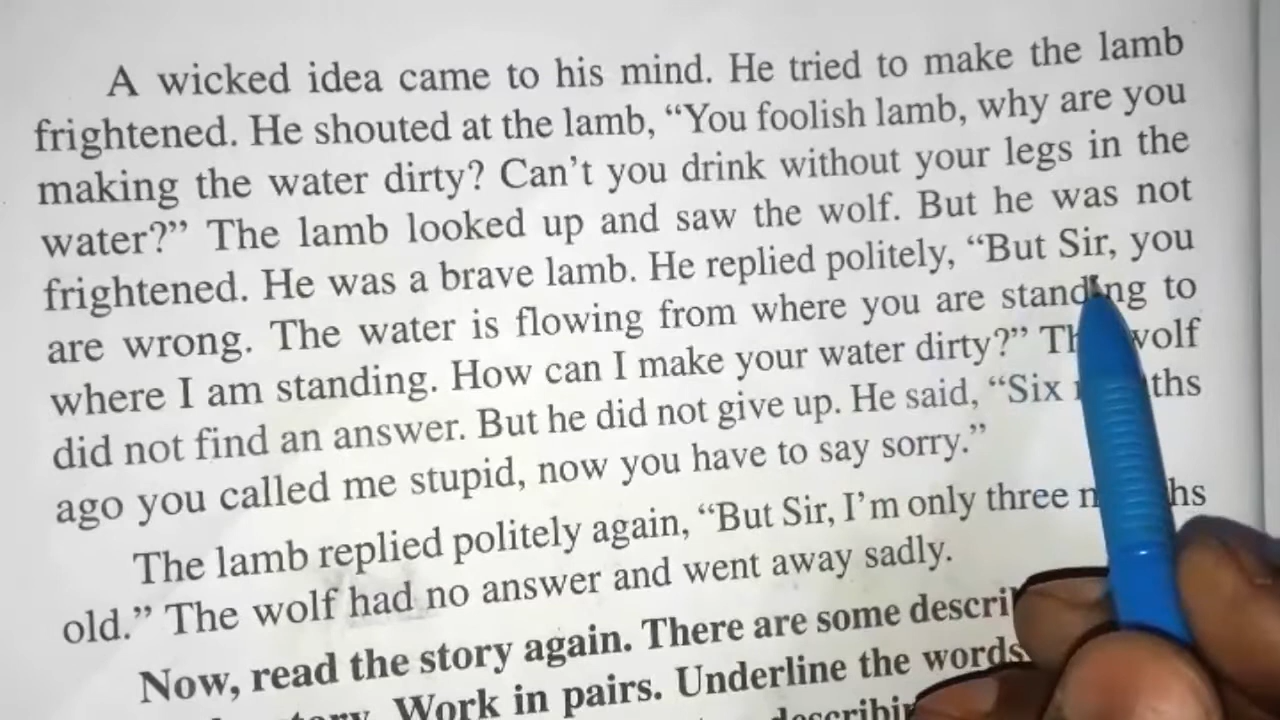 A wicked idea came to his mind. He tried to make the lamb
frightened. He shouted at the lamb, “You foolish lamb, why are you
making the water dirty? Can’t you drink without your legs in the
water?” The lamb looked up and saw the wolf. But he was not
frightened. He was a brave lamb. He replied politely, “But Sir, you
are wrong. The water is flowing from where you are standing to
where I am standing. How can I make your water dirty?” The wolf
did not find an answer. But he did not give up. He said, “Six months
ago you called me stupid, now you have to say sorry.”
The lamb replied politely again, “But Sir, I’m only three months
old.” The wolf had no answer and went away sadly.
Now, read the story again. There are some
Work in pairs. Underline the words